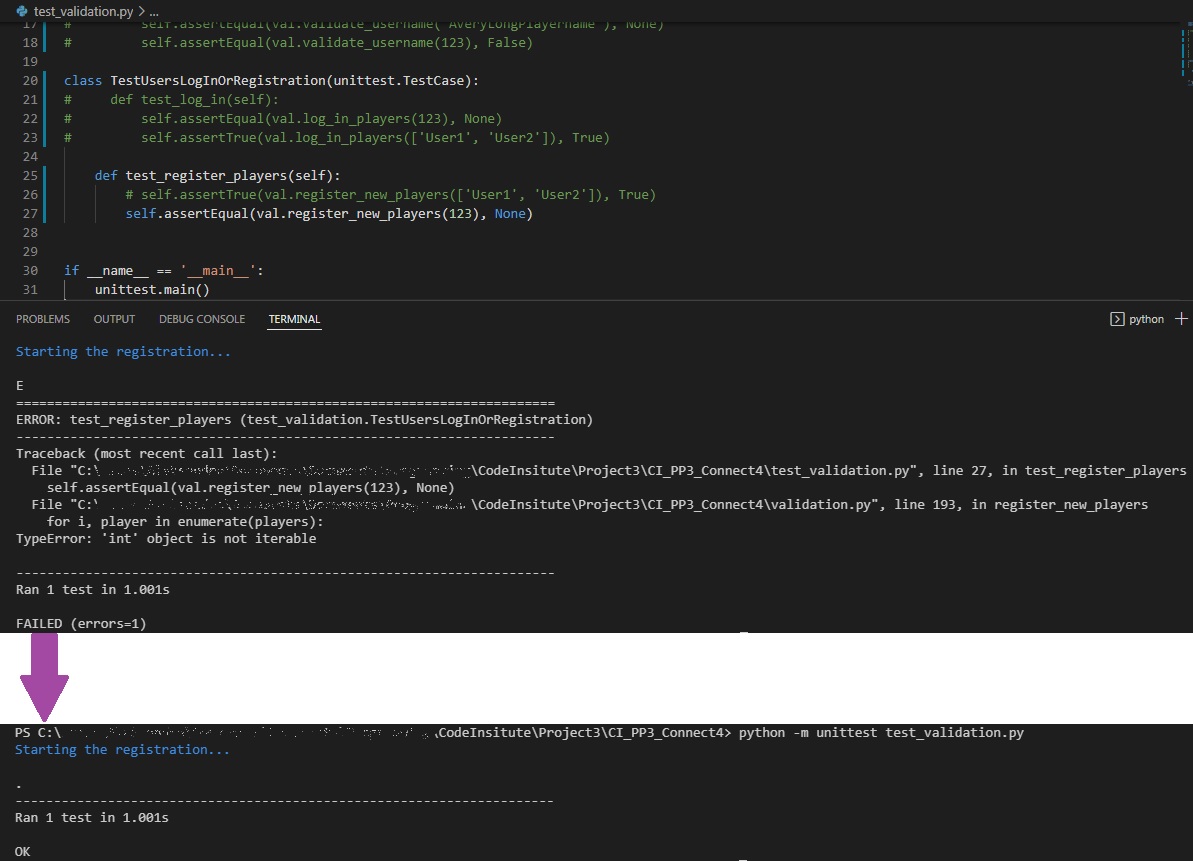 test_validation.py > ...
17 # self.assertEqual(val.validate_username('AVeryLongPlayername'), None)
18 # self.assertEqual(val.validate_username(123), False)
19
20 class TestUsersLogInOrRegistration(unittest.TestCase):
21 # def test_log_in(self):
22 # self.assertEqual(val.log_in_players(123), None)
23 # self.assertTrue(val.log_in_players(['User1', 'User2']), True)
24
25 def test_register_players(self):
26 # self.assertTrue(val.register_new_players(['User1', 'User2']), True)
27 self.assertEqual(val.register_new_players(123), None)
28
29
30 if __name__ == '__main__':
31 unittest.main()
PROBLEMS OUTPUT DEBUG CONSOLE TERMINAL python
Starting the registration...
E
======================================================================
ERROR: test_register_players (test_validation.TestUsersLogInOrRegistration)
----------------------------------------------------------------------
Traceback (most recent call last):
File "C:\ \CodeInsitute\Project3\CI_PP3_Connect4\test_validation.py", line 27, in test_register_players
self.assertEqual(val.register_new_players(123), None)
File "C:\ \CodeInsitute\Project3\CI_PP3_Connect4\validation.py", line 193, in register_new_players
for i, player in enumerate(players):
TypeError: 'int' object is not iterable
----------------------------------------------------------------------
Ran 1 test in 1.001s
FAILED (errors=1)
PS C:\ \CodeInsitute\Project3\CI_PP3_Connect4> python -m unittest test_validation.py
Starting the registration...
.
----------------------------------------------------------------------
Ran 1 test in 1.001s
OK